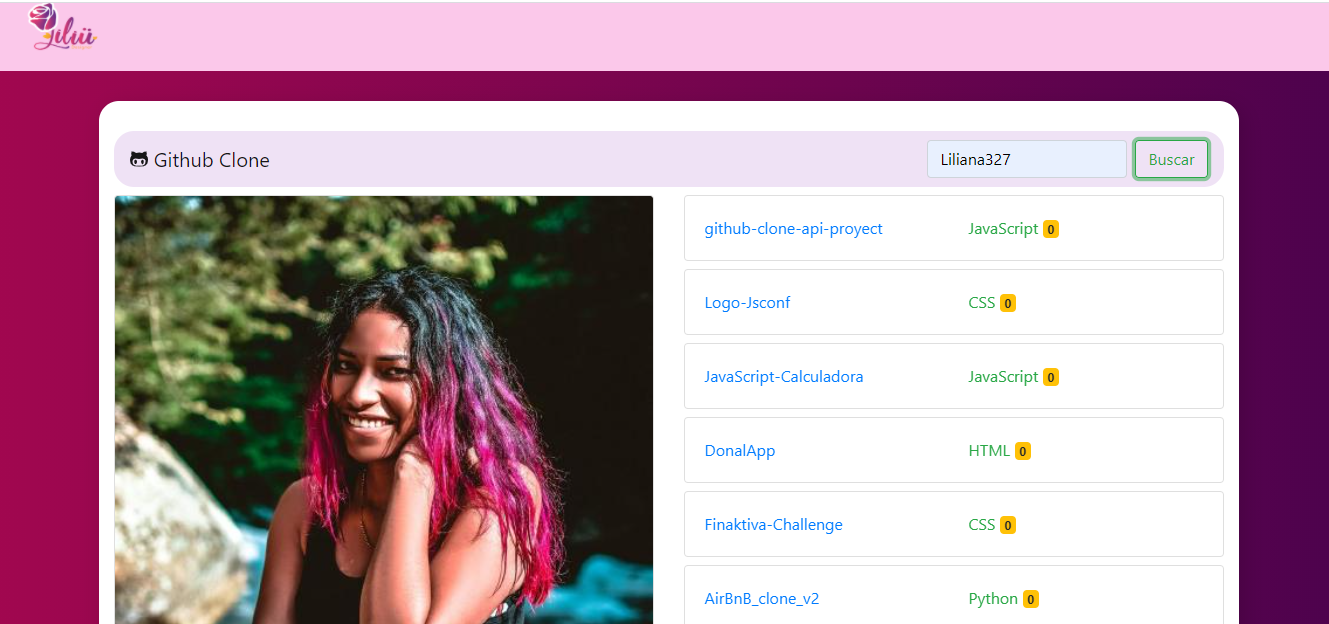 Liliü
Github Clone
Liliana327
Buscar
github-clone-api-proyect JavaScript 0
Logo-Jsconf CSS 0
JavaScript-Calculadora JavaScript 0
DonalApp HTML 0
Finaktiva-Challenge CSS 0
AirBnB_clone_v2 Python 0